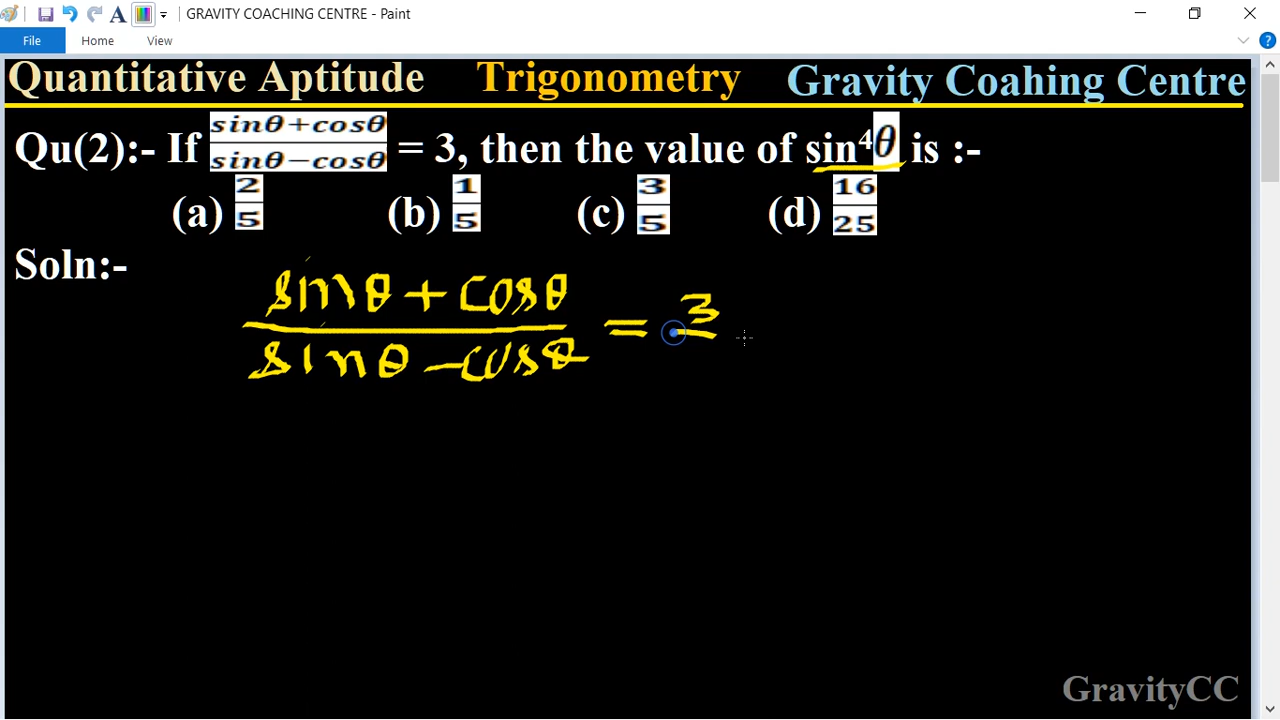 GRAVITY COACHING CENTRE - Paint
File Home View
Quantitative Aptitude Trigonometry Gravity Coahing Centre
Qu(2):- If (sinθ+cosθ)/(sinθ−cosθ) = 3, then the value of sin⁴θ is :-
(a) 2/5 (b) 1/5 (c) 3/5 (d) 16/25
Soln:-
(sinθ + cosθ)/(sinθ − cosθ) = 3
GravityCC